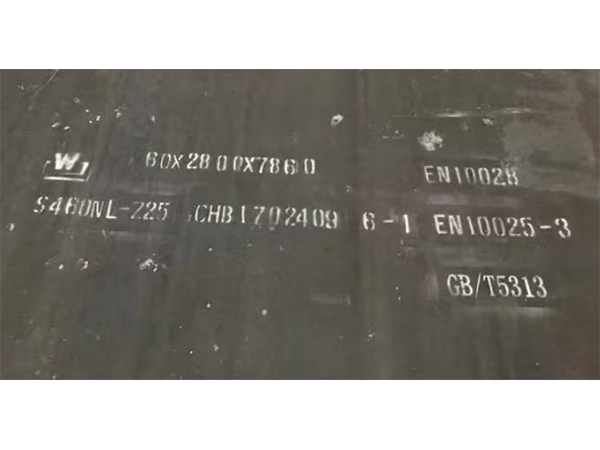 W 60X2800X7860 EN10028
S460NL-Z25 CHB1702409 6-1 EN10025-3
GB/T5313